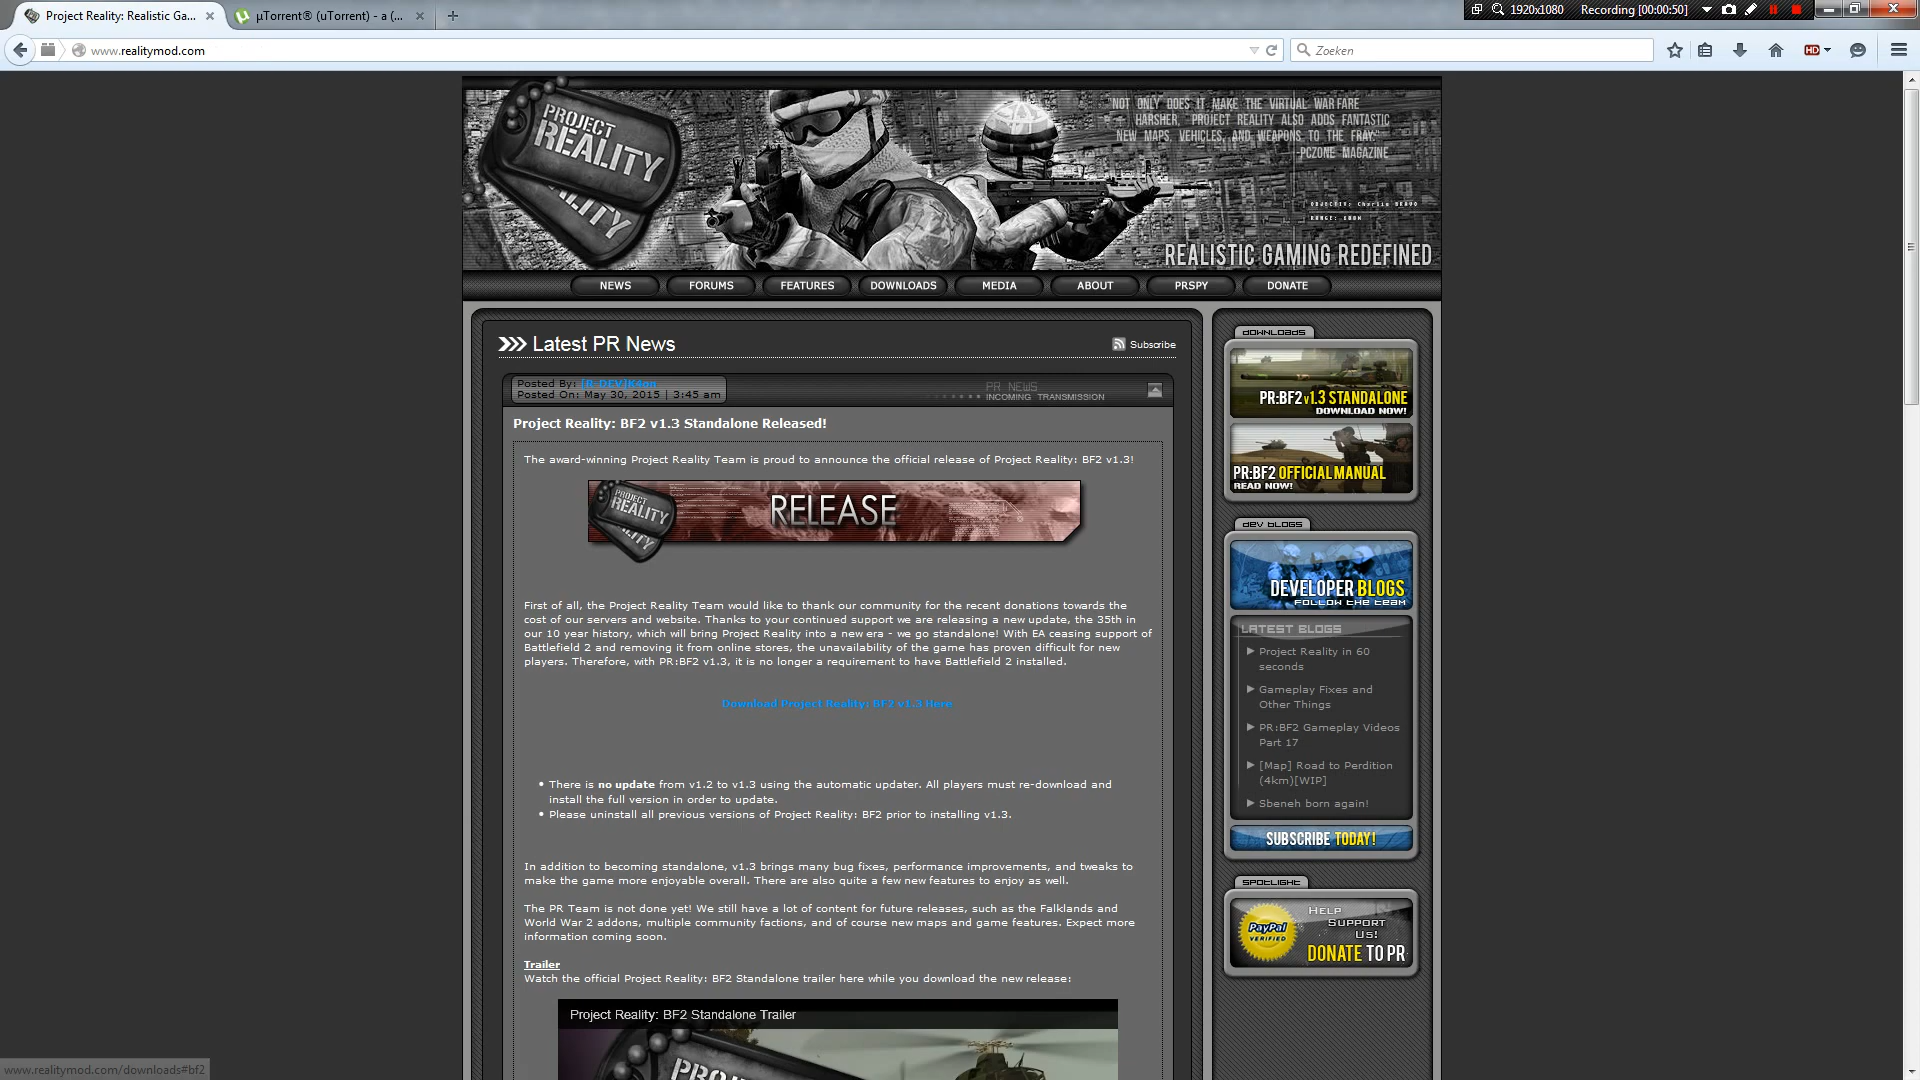 Project Reality: Realistic Ga...
µTorrent® (uTorrent) - a (...
1920x1080
Recording [00:00:50]
www.realitymod.com
Zoeken
HD
PROJECT REALITY
"NOT ONLY DOES IT MAKE THE VIRTUAL WARFARE
HARSHER, PROJECT REALITY ALSO ADDS FANTASTIC
NEW MAPS, VEHICLES, AND WEAPONS TO THE FRAY"
-PCZONE MAGAZINE
REALISTIC GAMING REDEFINED
NEWS
FORUMS
FEATURES
DOWNLOADS
MEDIA
ABOUT
PRSPY
DONATE
Latest PR News
Subscribe
Posted By: [R-DEV]K4on
Posted On: May 30, 2015 | 3:45 am
PR NEWS
INCOMING TRANSMISSION
Project Reality: BF2 v1.3 Standalone Released!
The award-winning Project Reality Team is proud to announce the official release of Project Reality: BF2 v1.3!
PROJECT REALITY
RELEASE
First of all, the Project Reality Team would like to thank our community for the recent donations towards the
cost of our servers and website. Thanks to your continued support we are releasing a new update, the 35th in
our 10 year history, which will bring Project Reality into a new era - we go standalone! With EA ceasing support of
Battlefield 2 and removing it from online stores, the unavailability of the game has proven difficult for new
players. Therefore, with PR:BF2 v1.3, it is no longer a requirement to have Battlefield 2 installed.
Download Project Reality: BF2 v1.3 Here
• There is no update from v1.2 to v1.3 using the automatic updater. All players must re-download and
install the full version in order to update.
• Please uninstall all previous versions of Project Reality: BF2 prior to installing v1.3.
In addition to becoming standalone, v1.3 brings many bug fixes, performance improvements, and tweaks to
make the game more enjoyable overall. There are also quite a few new features to enjoy as well.
The PR Team is not done yet! We still have a lot of content for future releases, such as the Falklands and
World War 2 addons, multiple community factions, and of course new maps and game features. Expect more
information coming soon.
Trailer
Watch the official Project Reality: BF2 Standalone trailer here while you download the new release:
Project Reality: BF2 Standalone Trailer
downloads
PR:BF2 v1.3 STANDALONE
DOWNLOAD NOW!
PR:BF2 OFFICIAL MANUAL
READ NOW!
dev blogs
DEVELOPER BLOGS
FOLLOW THE TEAM
LATEST BLOGS
Project Reality in 60
seconds
Gameplay Fixes and
Other Things
PR:BF2 Gameplay Videos
Part 17
[Map] Road to Perdition
(4km)[WIP]
Sbeneh born again!
SUBSCRIBE TODAY!
spotlight
PayPal
VERIFIED
Help
Support
Us!
DONATE TO PR
www.realitymod.com/downloads#bf2